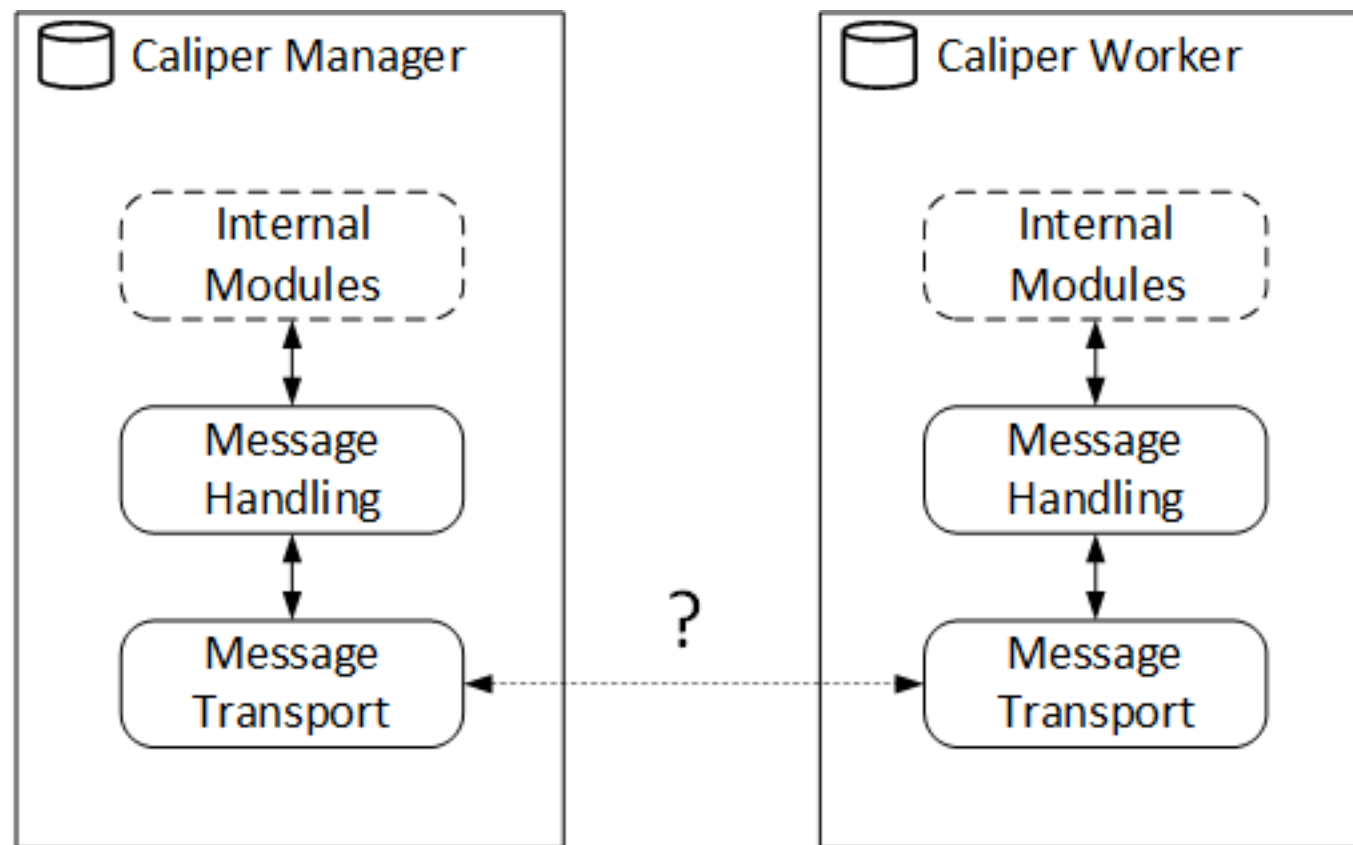 Caliper Manager
Internal
Modules
Message
Handling
Message
Transport
?
Caliper Worker
Internal
Modules
Message
Handling
Message
Transport